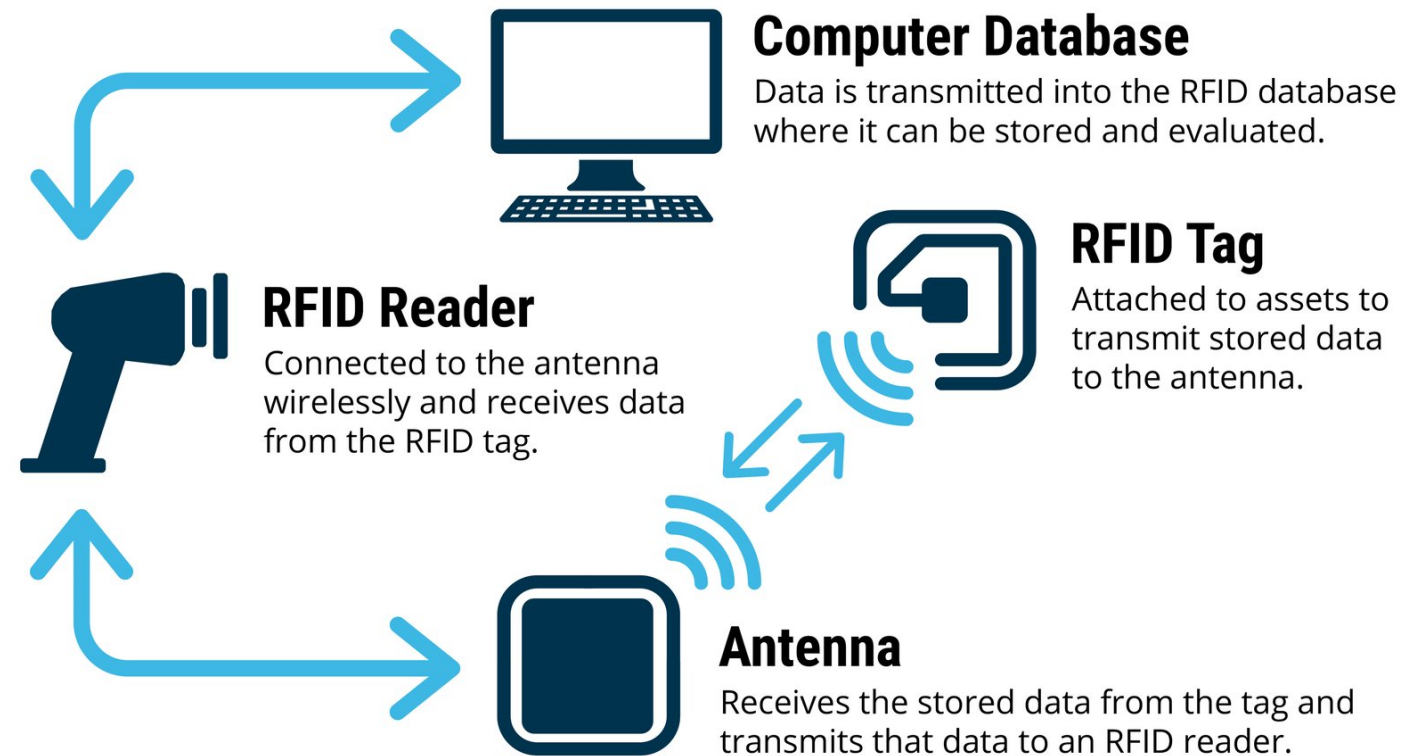 Computer Database
Data is transmitted into the RFID database
where it can be stored and evaluated.
RFID Tag
Attached to assets to
transmit stored data
to the antenna.
RFID Reader
Connected to the antenna
wirelessly and receives data
from the RFID tag.
Antenna
Receives the stored data from the tag and
transmits that data to an RFID reader.